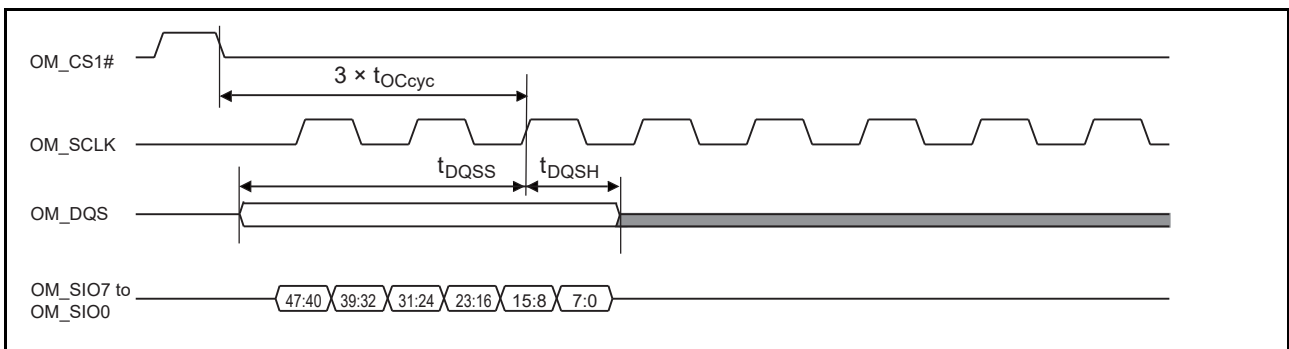 OM_CS1#
3 × tOCcyc
OM_SCLK
tDQSS tDQSH
OM_DQS
OM_SIO7 to
OM_SIO0
47:40 39:32 31:24 23:16 15:8 7:0